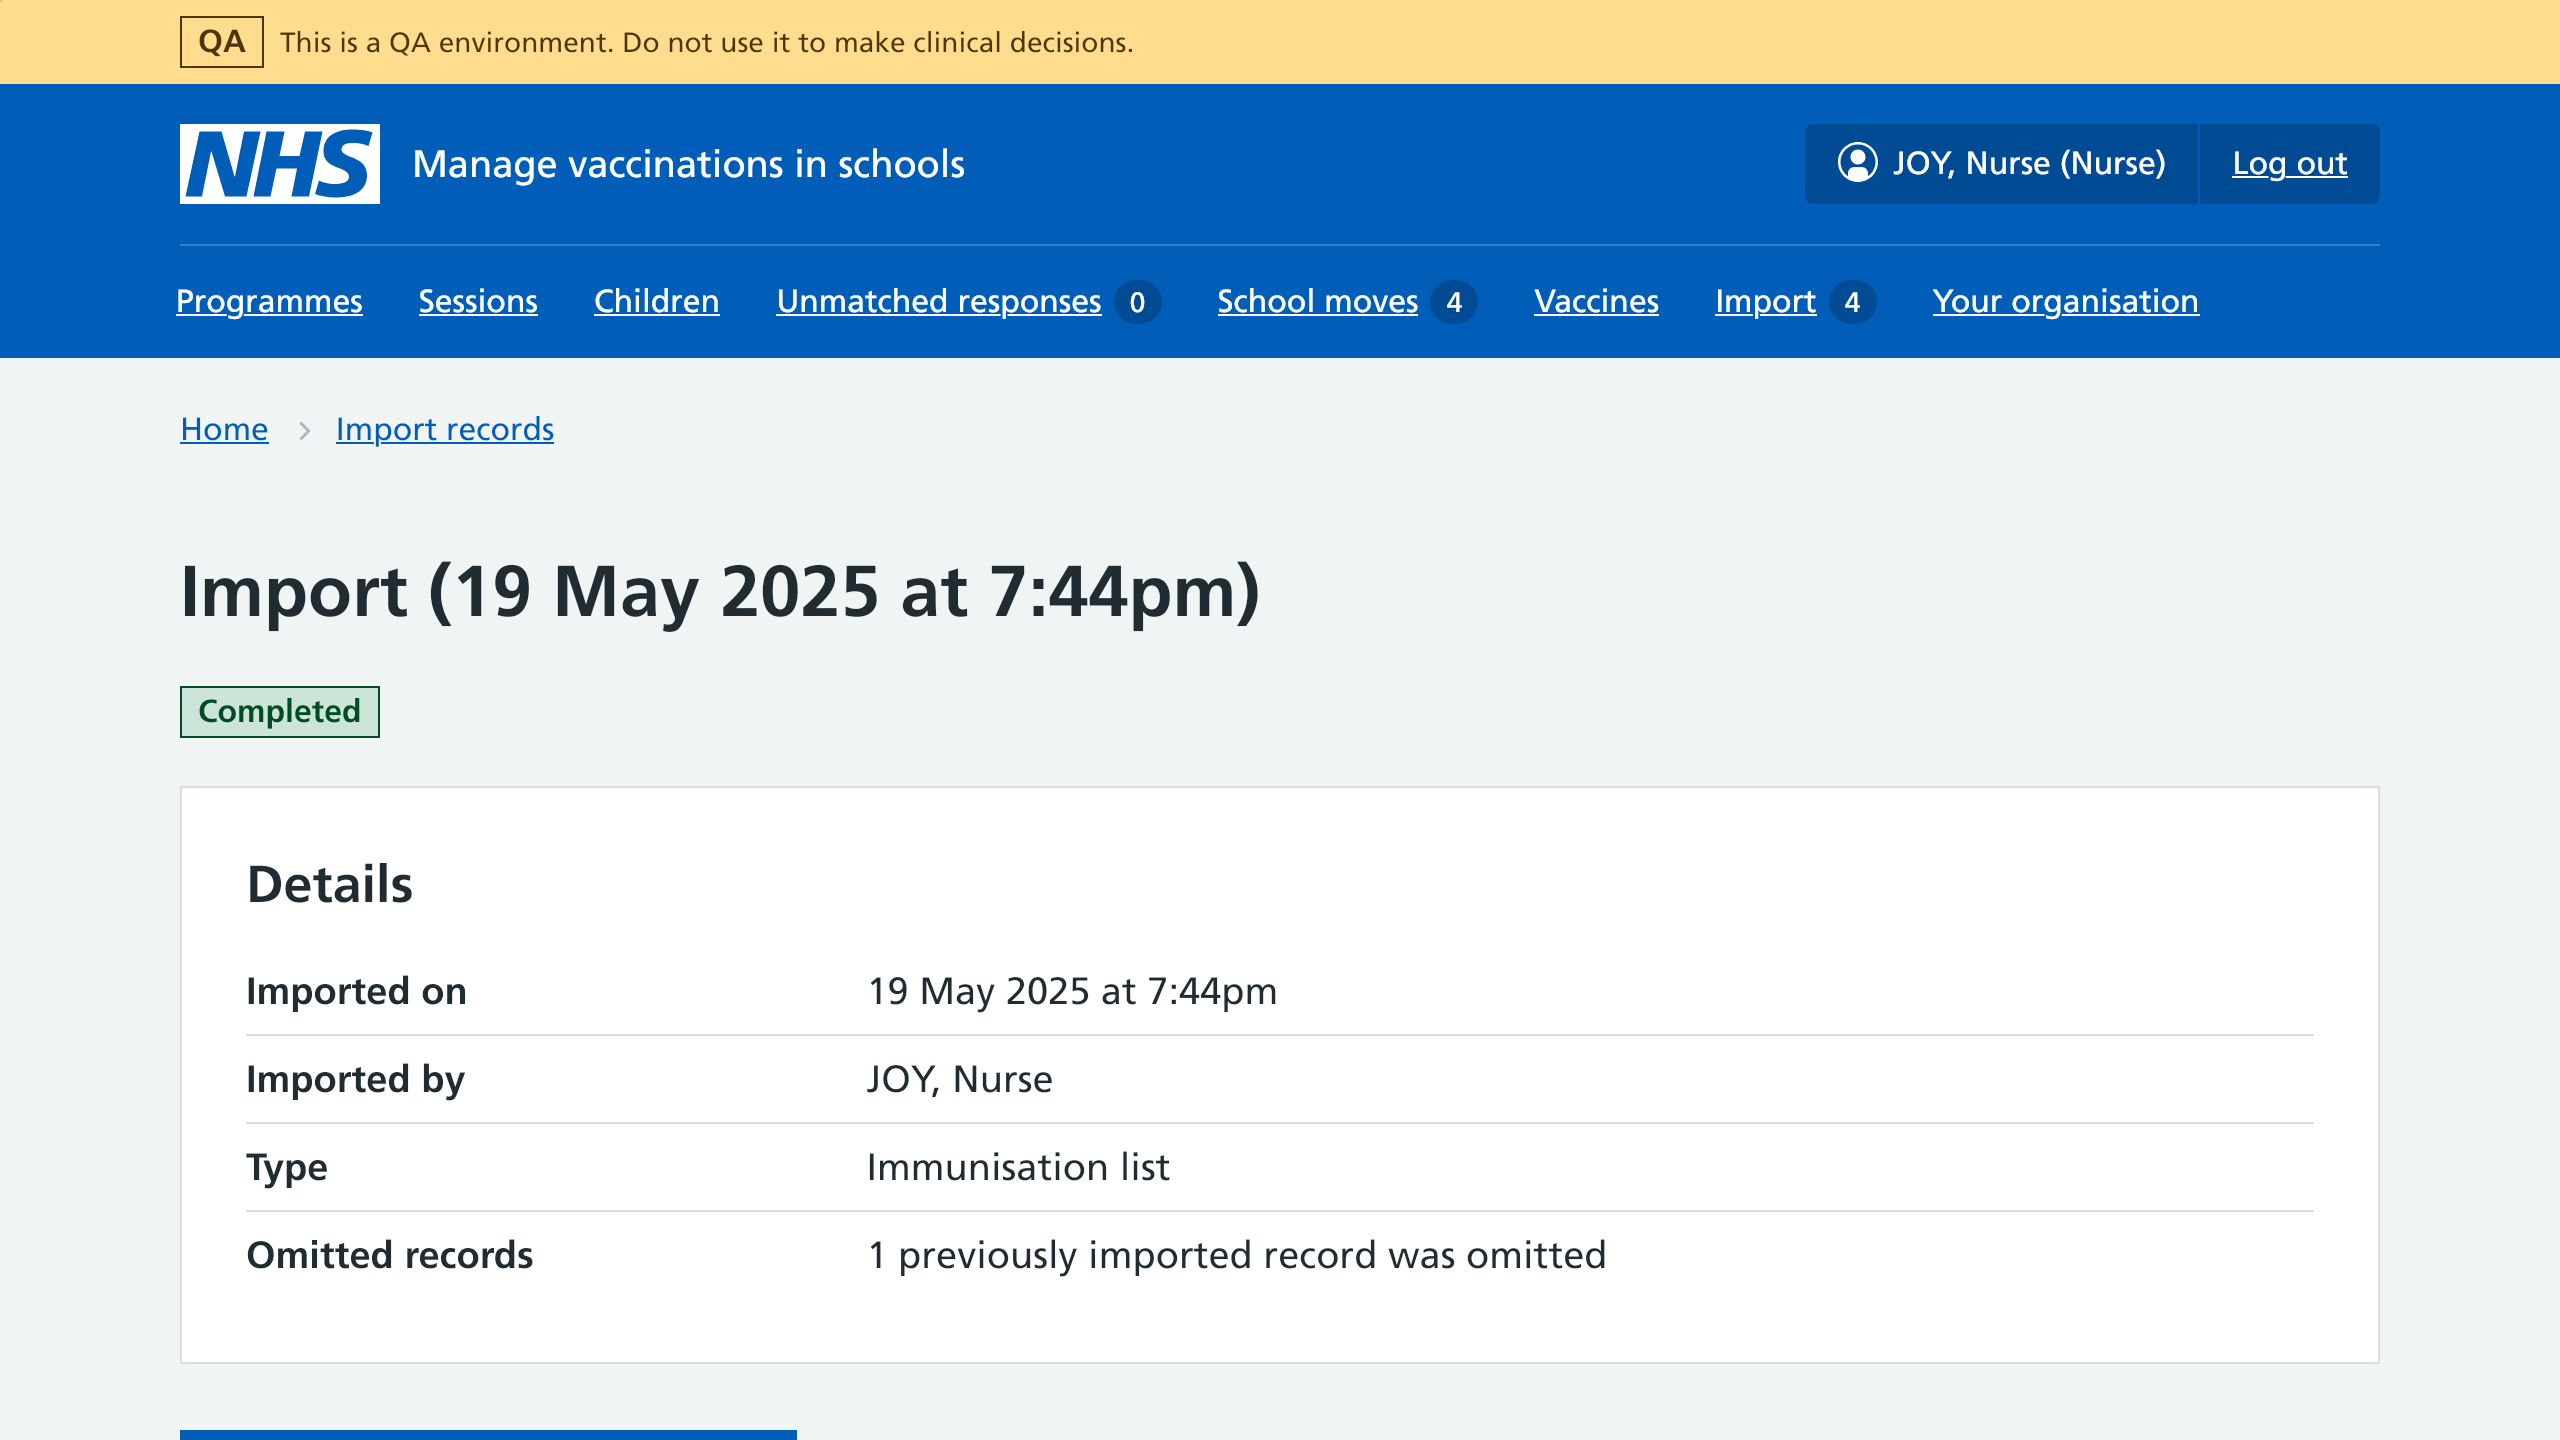 QA This is a QA environment. Do not use it to make clinical decisions.
NHS Manage vaccinations in schools JOY, Nurse (Nurse) Log out
Programmes Sessions Children Unmatched responses 0 School moves 4 Vaccines Import 4 Your organisation
Home Import records
Import (19 May 2025 at 7:44pm)
Completed
Details
Imported on 19 May 2025 at 7:44pm
Imported by JOY, Nurse
Type Immunisation list
Omitted records 1 previously imported record was omitted